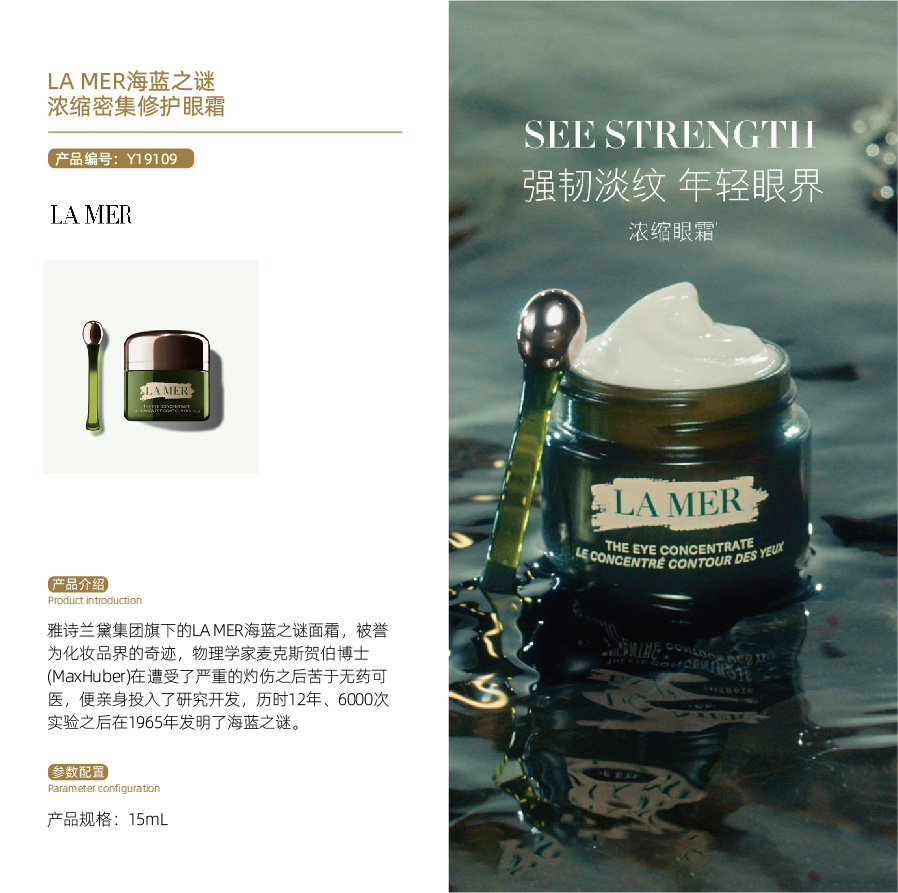 LA MER海蓝之谜
浓缩密集修护眼霜
产品编号：Y19109
LA MER
LA MER
THE EYE CONCENTRATE
产品介绍
Product introduction
雅诗兰黛集团旗下的LA MER海蓝之谜面霜，被誉
为化妆品界的奇迹，物理学家麦克斯贺伯博士
(MaxHuber)在遭受了严重的灼伤之后苦于无药可
医，便亲身投入了研究开发，历时12年、6000次
实验之后在1965年发明了海蓝之谜。
参数配置
Parameter configuration
产品规格：15mL
SEE STRENGTH
强韧淡纹 年轻眼界
浓缩眼霜
LA MER
THE EYE CONCENTRATE
LE CONCENTRÉ CONTOUR DES YEUX